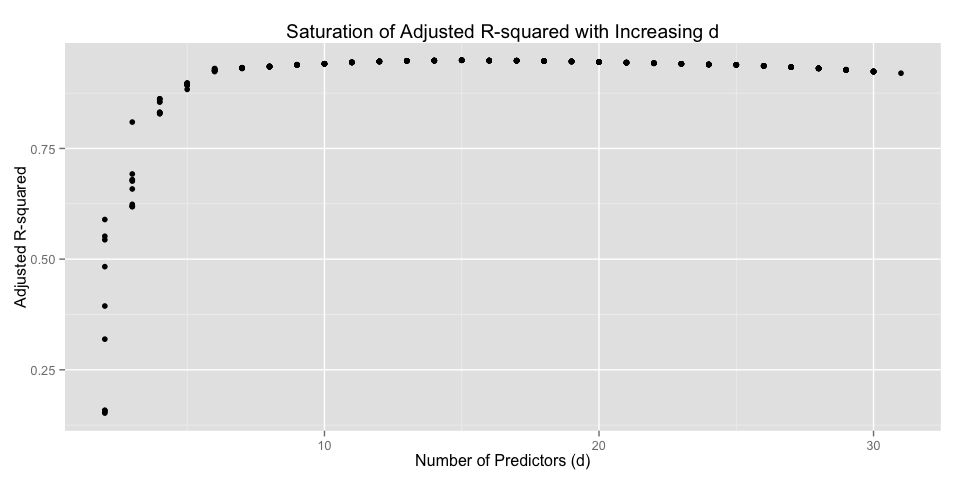 Saturation of Adjusted R-squared with Increasing d
Adjusted R-squared
0.75
0.50
0.25
10
20
30
Number of Predictors (d)